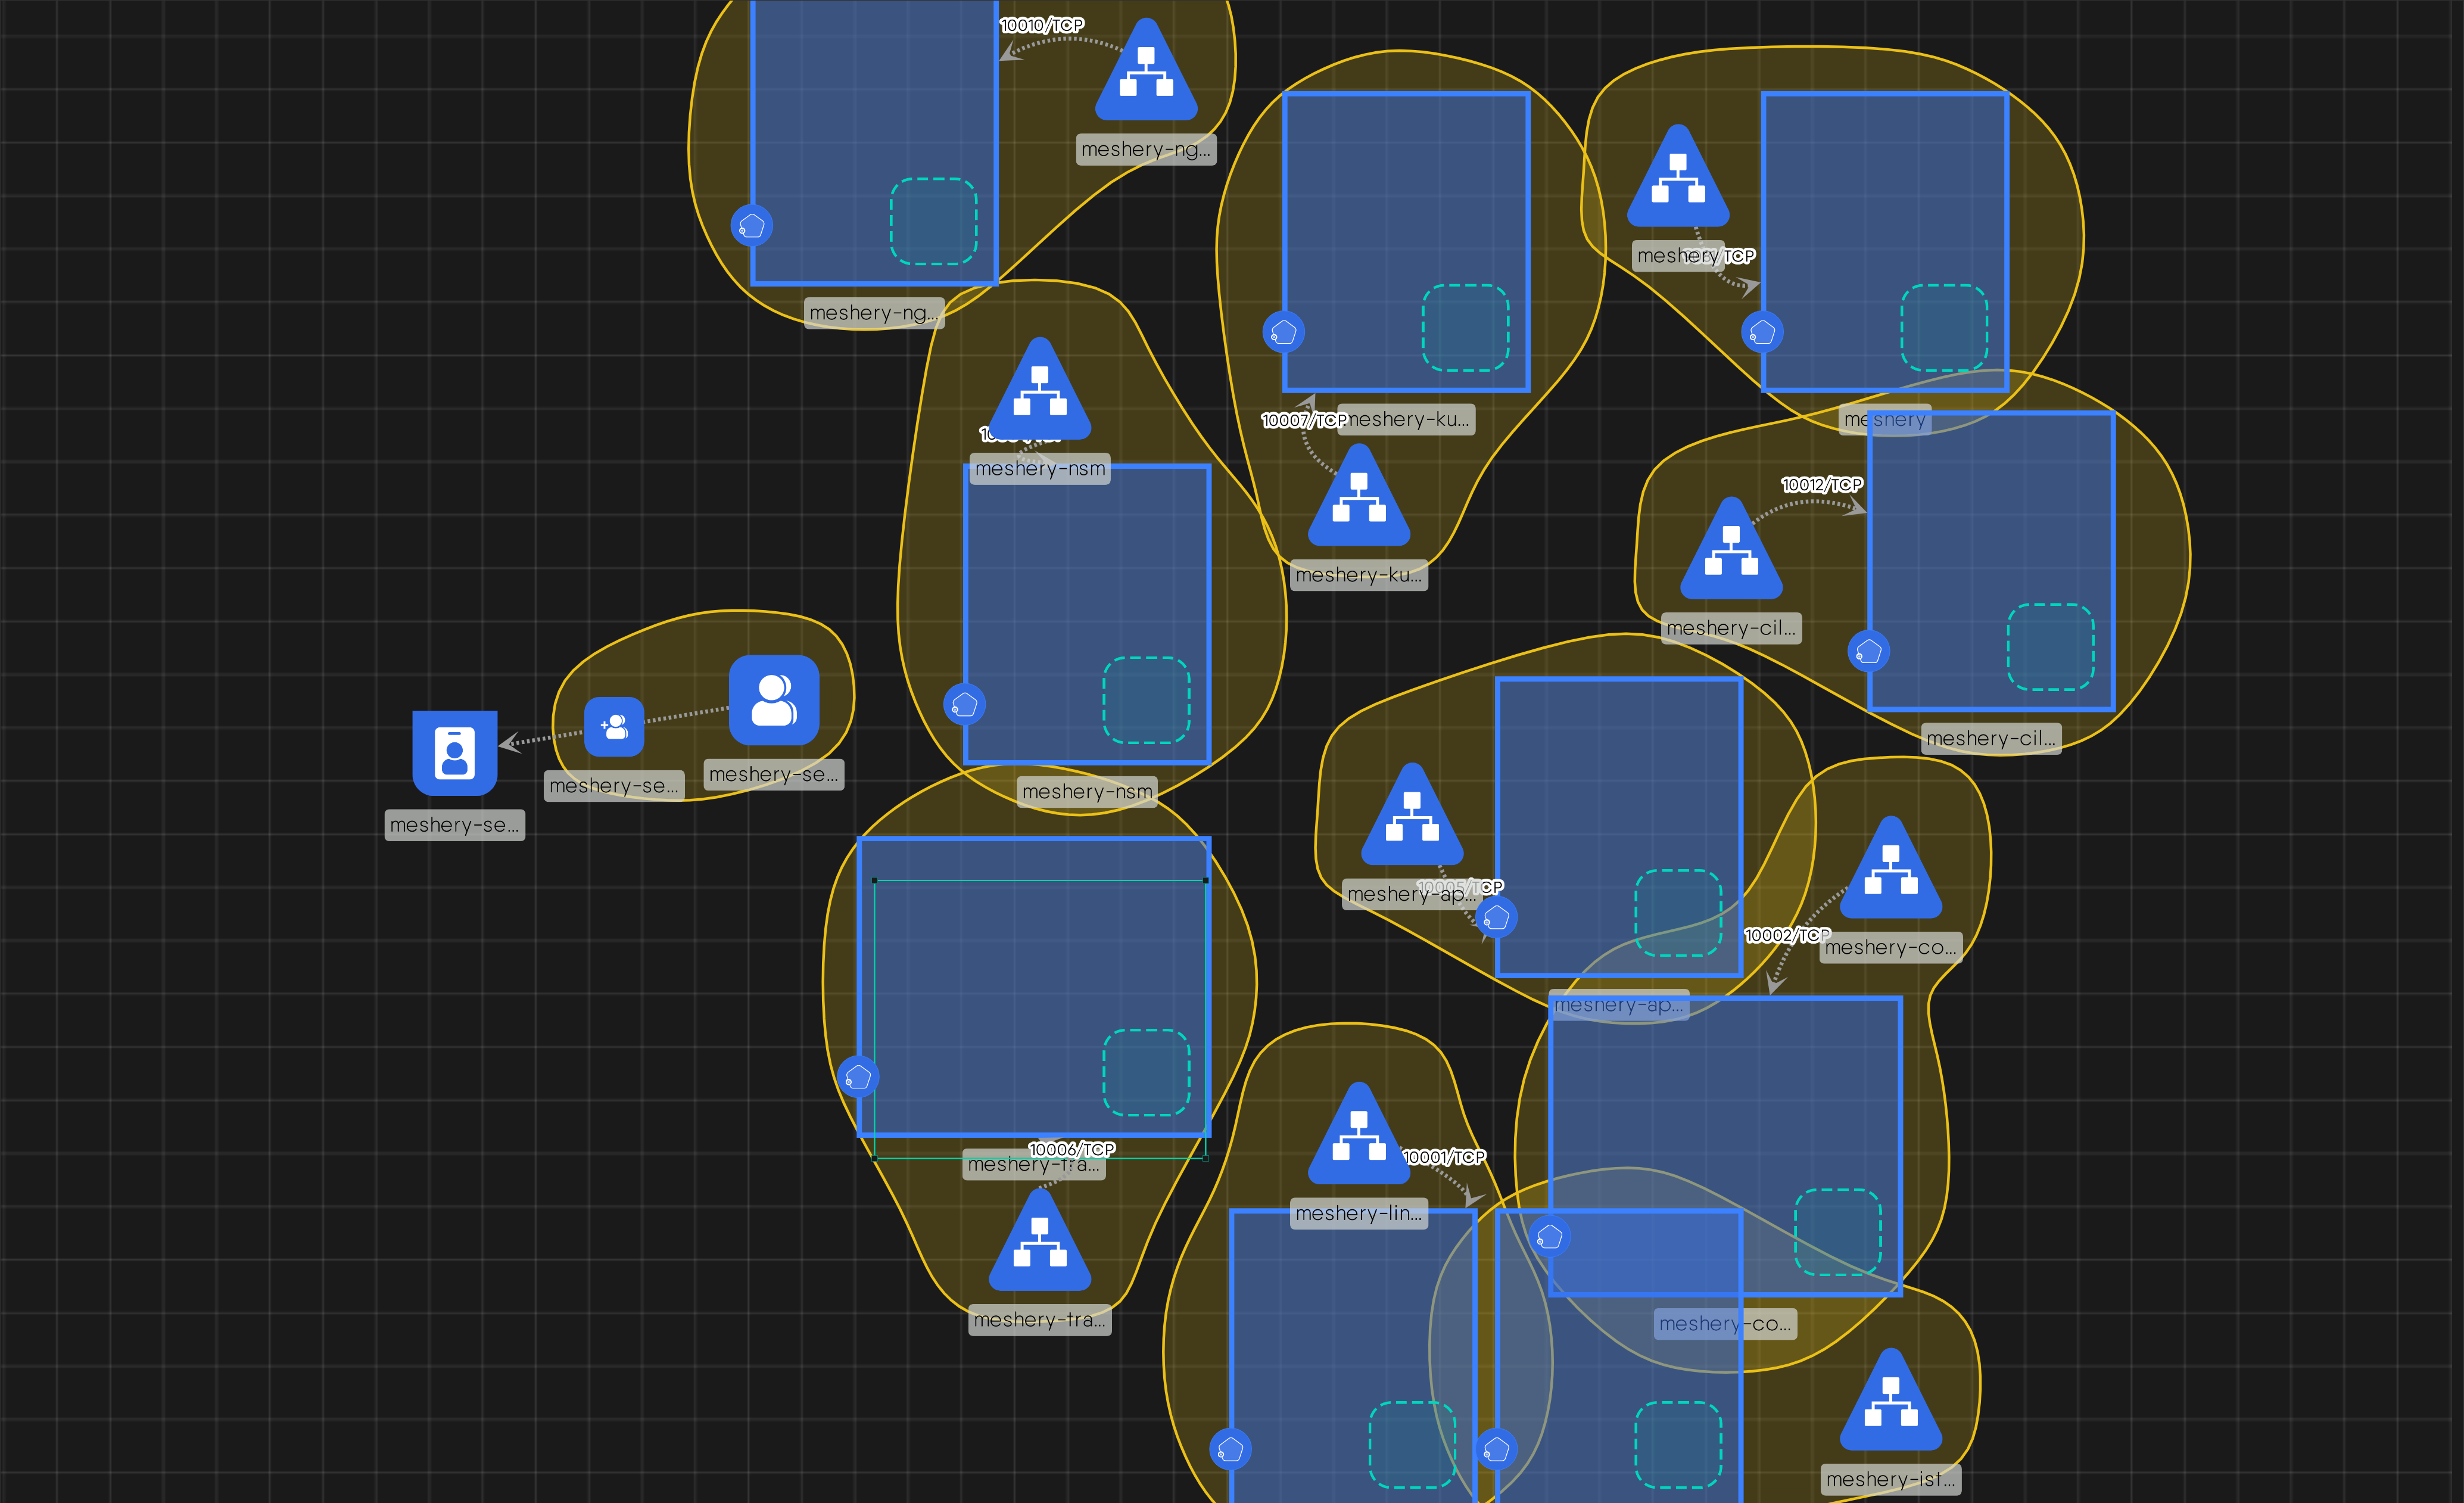 10010/TCP
meshery-ng...
meshery
/TCP
meshery-ng...
10007/TCP
meshery-ku...
meshery-nsm
10012/TCP
meshery-ku...
meshery-cil...
meshery-cil...
meshery-se...
meshery-se...
meshery-se...
meshery-nsm
meshery-ap...
10005/TCP
10002/TCP
meshery-co...
meshery-ap...
10006/TCP
meshery-tra...
10001/TCP
meshery-lin...
meshery-tra...
meshery-co...
meshery-ist...